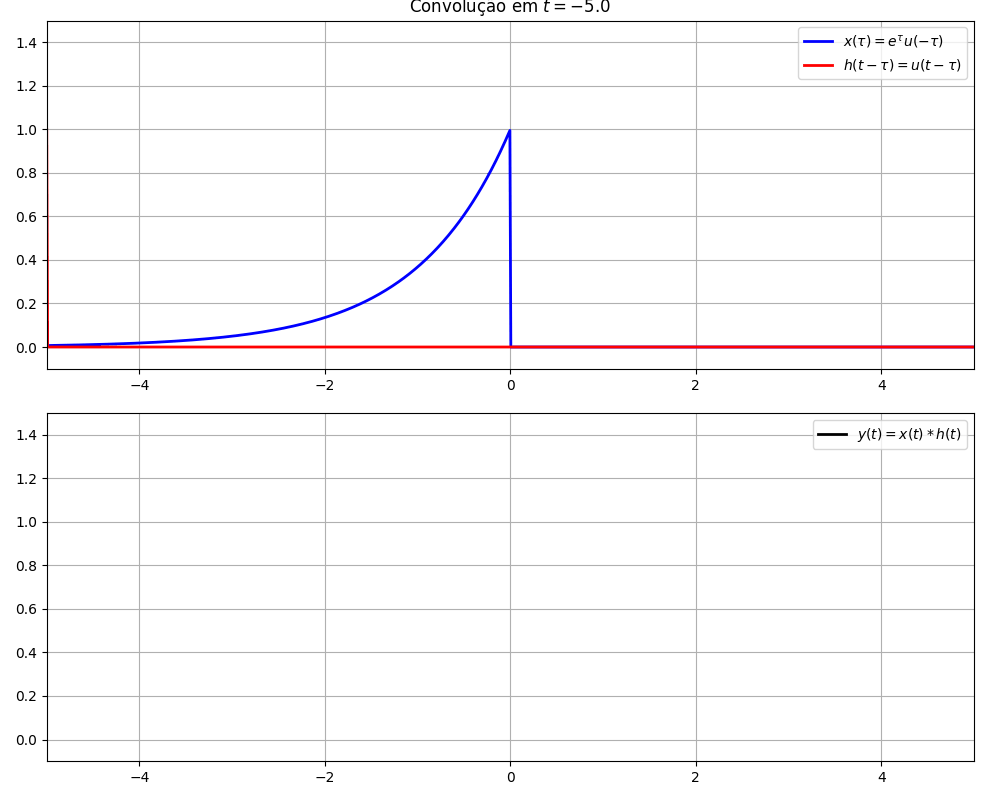 Convolução em t = −5.0
1.4
1.2
1.0
0.8
0.6
0.4
0.2
0.0
x(τ) = e^τ u(−τ)
h(t − τ) = u(t − τ)
−4 −2 0 2 4
1.4
1.2
1.0
0.8
0.6
0.4
0.2
0.0
y(t) = x(t) * h(t)
−4 −2 0 2 4